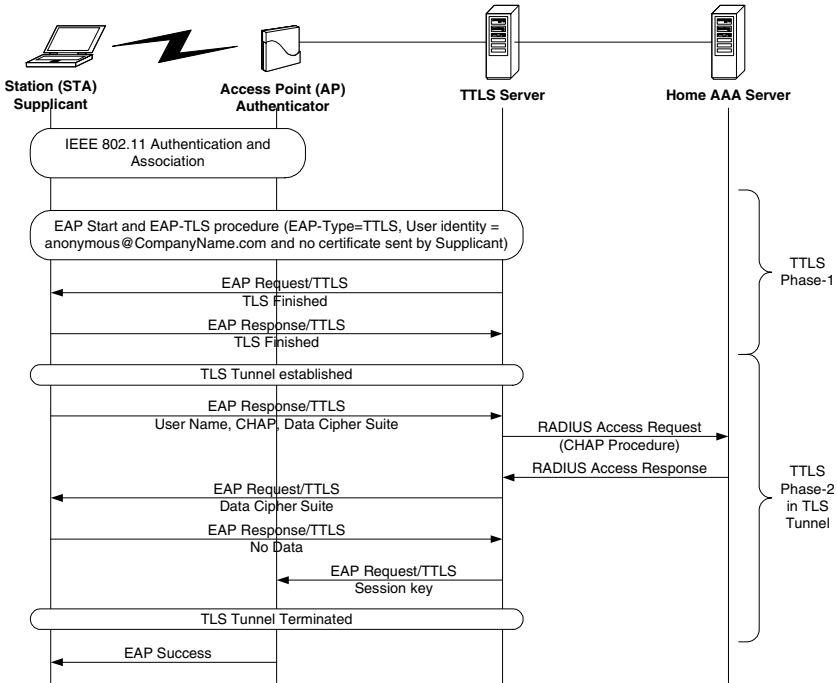 Station (STA)
Supplicant
Access Point (AP)
Authenticator
TTLS Server
Home AAA Server
IEEE 802.11 Authentication and
Association
EAP Start and EAP-TLS procedure (EAP-Type=TTLS, User identity =
anonymous@CompanyName.com and no certificate sent by Supplicant)
EAP Request/TTLS
TLS Finished
EAP Response/TTLS
TLS Finished
TTLS
Phase-1
TLS Tunnel established
EAP Response/TTLS
User Name, CHAP, Data Cipher Suite
RADIUS Access Request
(CHAP Procedure)
RADIUS Access Response
EAP Request/TTLS
Data Cipher Suite
EAP Response/TTLS
No Data
EAP Request/TTLS
Session key
TTLS
Phase-2
in TLS
Tunnel
TLS Tunnel Terminated
EAP Success